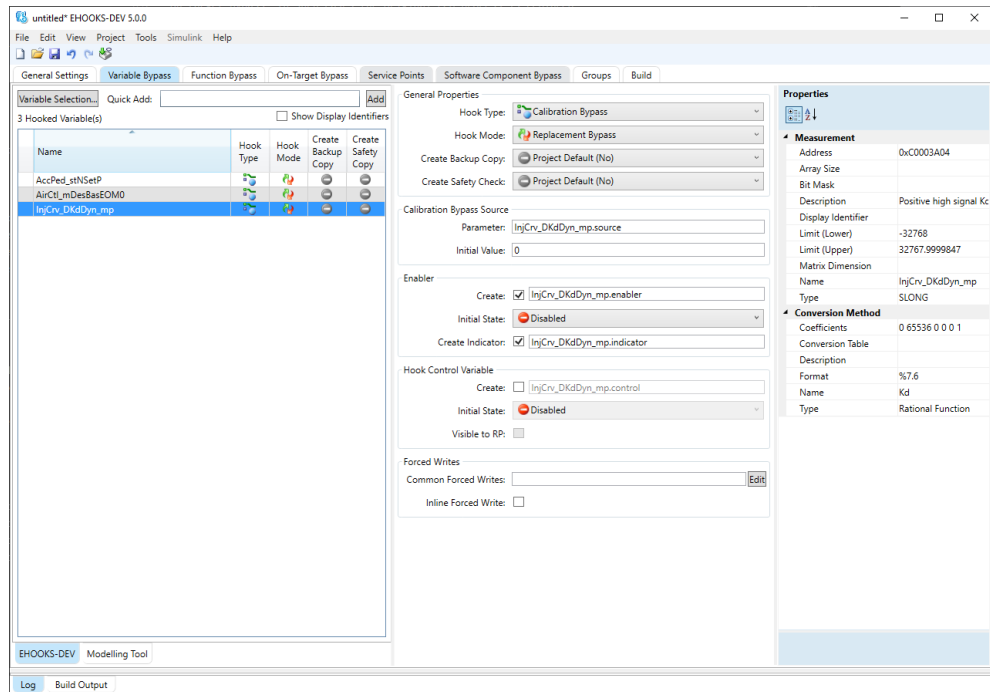 untitled* EHOOKS-DEV 5.0.0
File Edit View Project Tools Simulink Help
General Settings Variable Bypass Function Bypass On-Target Bypass Service Points Software Component Bypass Groups Build
Variable Selection... Quick Add: Add
3 Hooked Variable(s) Show Display Identifiers
Name Hook Type Hook Mode Create Backup Copy Create Safety Copy
AccPed_stNSetP
AirCtl_mDesBasEOM0
InjCrv_DKdDyn_mp
EHOOKS-DEV Modelling Tool
General Properties
Hook Type: Calibration Bypass
Hook Mode: Replacement Bypass
Create Backup Copy: Project Default (No)
Create Safety Check: Project Default (No)
Calibration Bypass Source
Parameter: InjCrv_DKdDyn_mp.source
Initial Value: 0
Enabler
Create: InjCrv_DKdDyn_mp.enabler
Initial State: Disabled
Create Indicator: InjCrv_DKdDyn_mp.indicator
Hook Control Variable
Create: InjCrv_DKdDyn_mp.control
Initial State: Disabled
Visible to RP:
Forced Writes
Common Forced Writes: Edit
Inline Forced Write:
Properties
Measurement
Address 0xC0003A04
Array Size
Bit Mask
Description Positive high signal Kc
Display Identifier
Limit (Lower) -32768
Limit (Upper) 32767.9999847
Matrix Dimension
Name InjCrv_DKdDyn_mp
Type SLONG
Conversion Method
Coefficients 0 65536 0 0 0 1
Conversion Table
Description
Format %7.6
Name Kd
Type Rational Function
Log Build Output